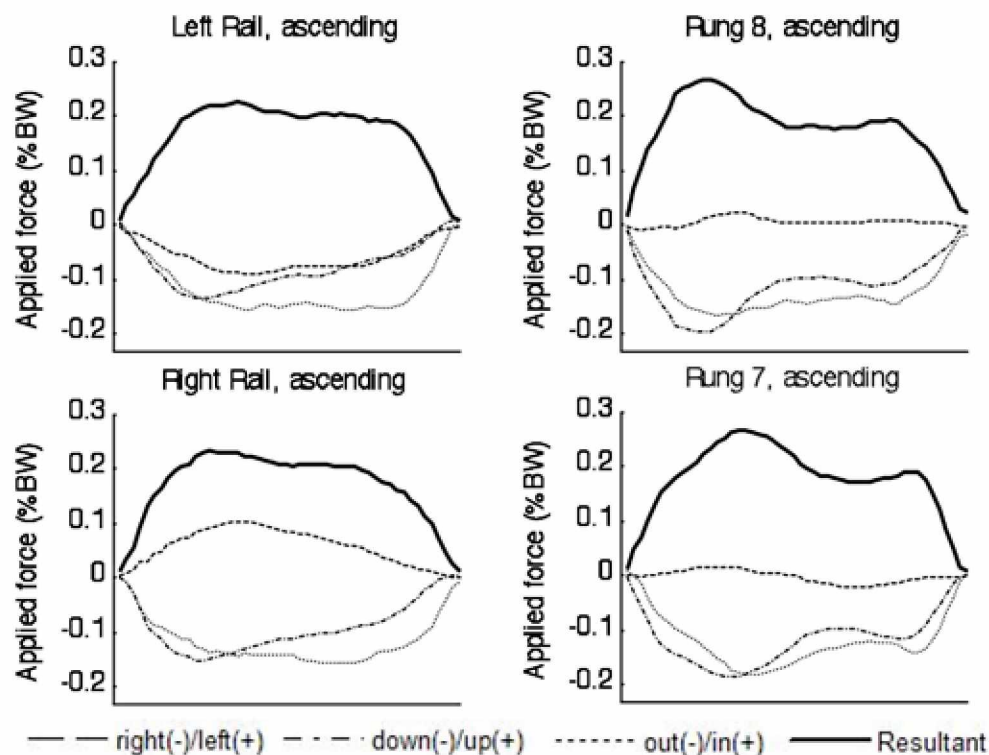 Left Rail, ascending
Applied force (%BW)
0.3
0.2
0.1
0
-0.1
-0.2
Rung 8, ascending
Applied force (%BW)
0.3
0.2
0.1
0
-0.1
-0.2
Right Rail, ascending
Applied force (%BW)
0.3
0.2
0.1
0
-0.1
-0.2
Rung 7, ascending
Applied force (%BW)
0.3
0.2
0.1
0
-0.1
-0.2
right(-)/left(+) down(-)/up(+) out(-)/in(+) Resultant